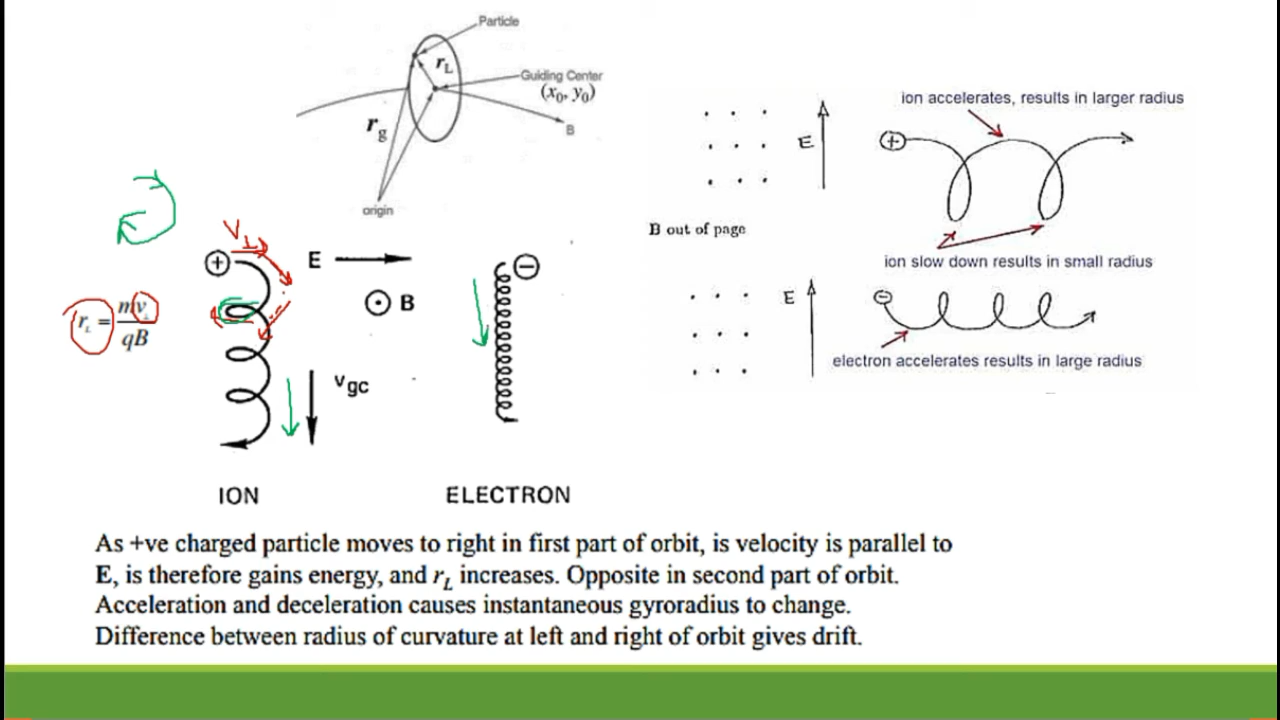 Particle
r_L
Guiding Center
(x₀, y₀)
B
r_g
origin
V⊥
+
E
B
r_L = mv⊥ / qB
v_gc
ION
−
ELECTRON
E
B out of page
ion accelerates, results in larger radius
+
ion slow down results in small radius
E
−
electron accelerates results in large radius
As +ve charged particle moves to right in first part of orbit, is velocity is parallel to
E, is therefore gains energy, and r_L increases. Opposite in second part of orbit.
Acceleration and deceleration causes instantaneous gyroradius to change.
Difference between radius of curvature at left and right of orbit gives drift.